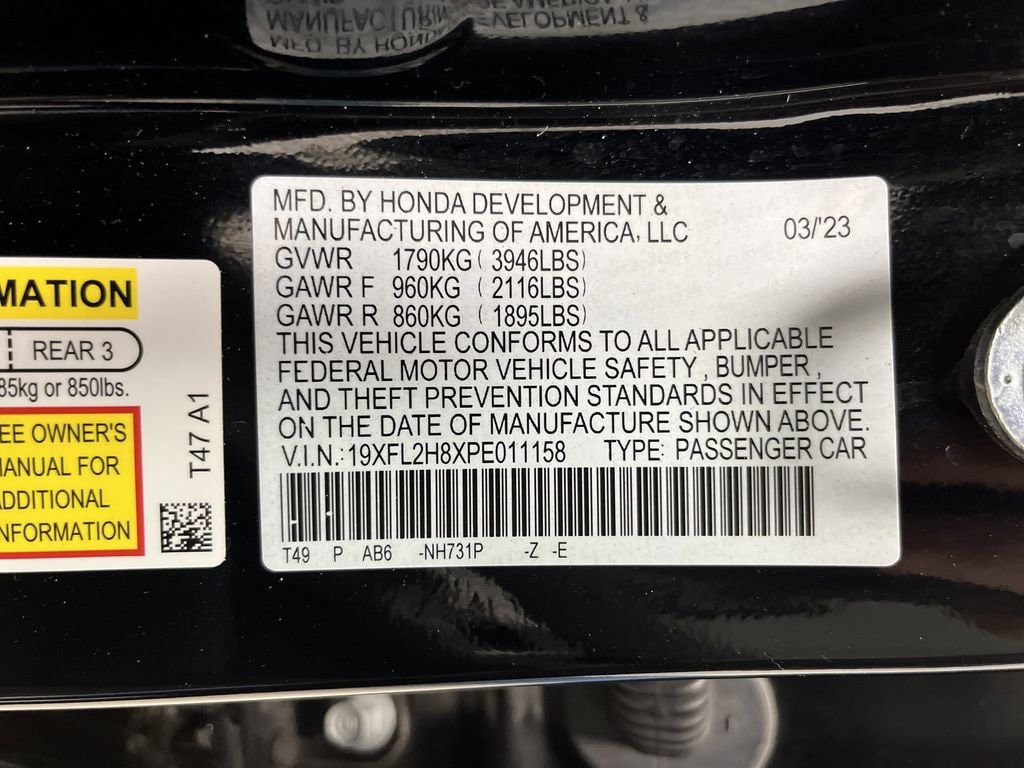 MFD. BY HONDA DEVELOPMENT &
MANUFACTURING OF AMERICA, LLC 03/'23
GVWR 1790KG ( 3946LBS)
GAWR F 960KG ( 2116LBS)
GAWR R 860KG ( 1895LBS)
THIS VEHICLE CONFORMS TO ALL APPLICABLE
FEDERAL MOTOR VEHICLE SAFETY , BUMPER ,
AND THEFT PREVENTION STANDARDS IN EFFECT
ON THE DATE OF MANUFACTURE SHOWN ABOVE.
V.I.N.: 19XFL2H8XPE011158 TYPE: PASSENGER CAR
T49 P AB6 -NH731P -Z -E
MATION
REAR 3
85kg or 850lbs.
EE OWNER'S
MANUAL FOR
ADDITIONAL
NFORMATION
T47 A1